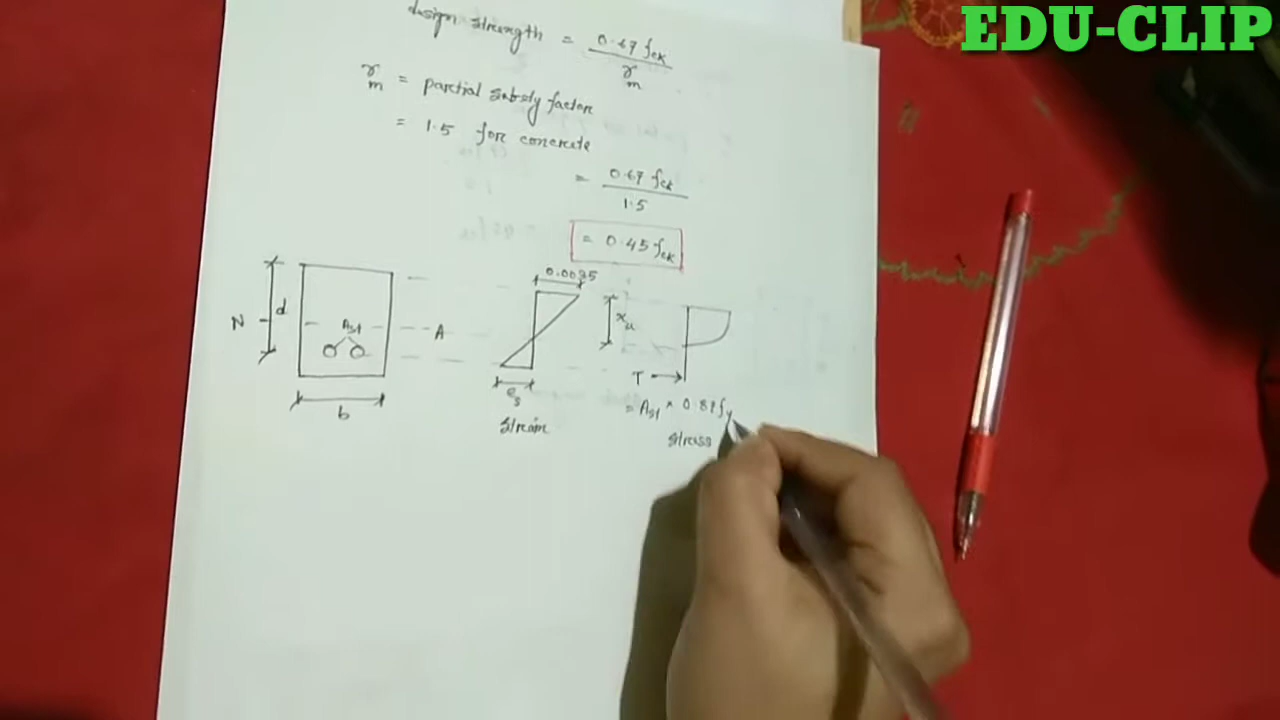 EDU-CLIP
design strength = 0.67 fck / γm
γm = partial safety factor
= 1.5 for concrete
= 0.67 fck / 1.5
= 0.45 fck
0.0035
d
N
Ast
A
xu
T
es
b
= Ast × 0.87fy
strain
stress